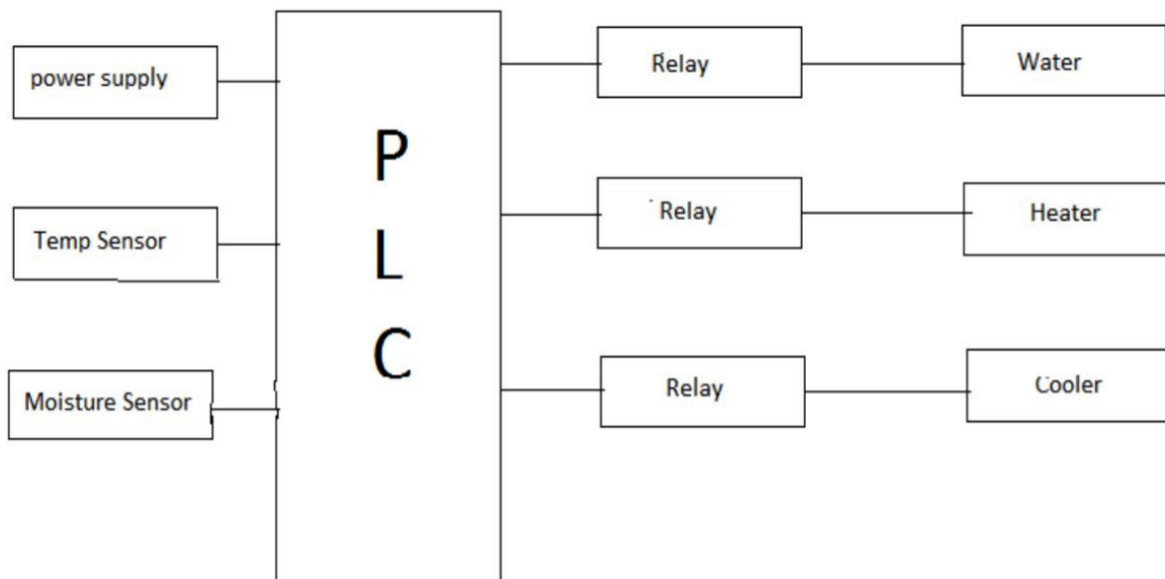 power supply
Temp Sensor
Moisture Sensor
P
L
C
Relay
Water
Relay
Heater
Relay
Cooler